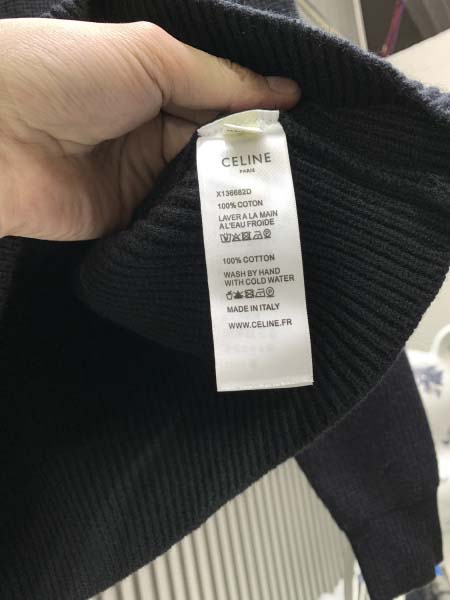 CELINE
PARIS
X136682D
100% COTON
LAVER A LA MAIN
A L'EAU FROIDE
100% COTTON
WASH BY HAND
WITH COLD WATER
MADE IN ITALY
WWW.CELINE.FR